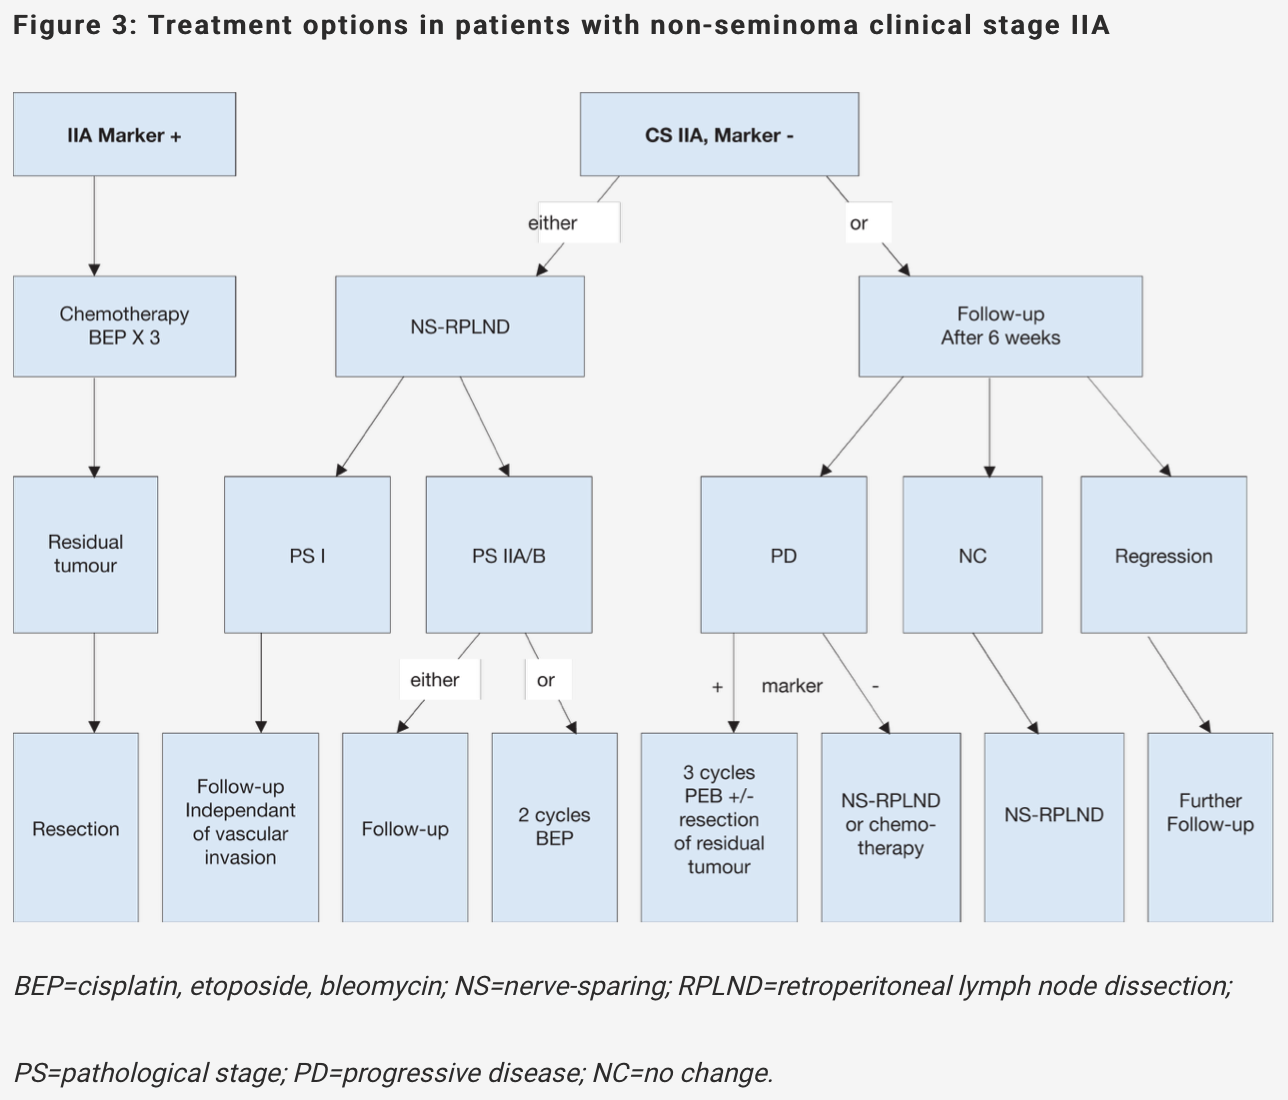 Figure 3: Treatment options in patients with non-seminoma clinical stage IIA
IIA Marker +
CS IIA, Marker -
either
or
Chemotherapy
BEP X 3
NS-RPLND
Follow-up
After 6 weeks
Residual
tumour
PS I
PS IIA/B
PD
NC
Regression
either
or
+
marker
-
Resection
Follow-up
Independant
of vascular
invasion
Follow-up
2 cycles
BEP
3 cycles
PEB +/-
resection
of residual
tumour
NS-RPLND
or chemo-
therapy
NS-RPLND
Further
Follow-up
BEP=cisplatin, etoposide, bleomycin; NS=nerve-sparing; RPLND=retroperitoneal lymph node dissection;
PS=pathological stage; PD=progressive disease; NC=no change.